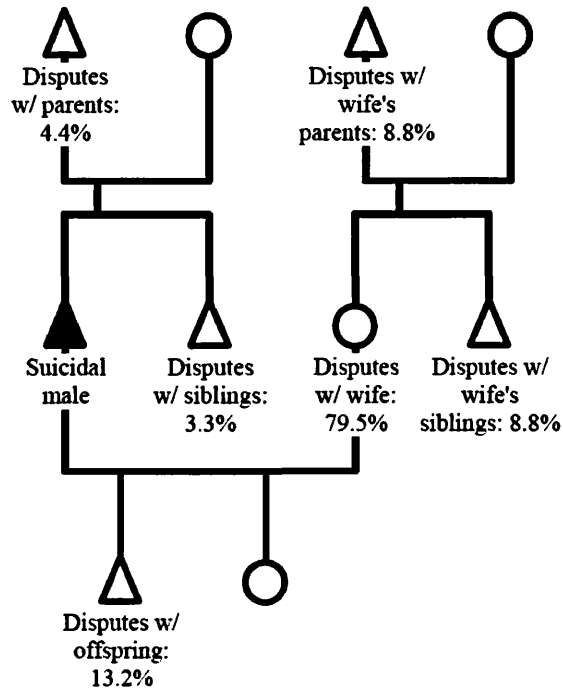 Disputes
w/ parents:
4.4%
Disputes w/
wife's
parents: 8.8%
Suicidal
male
Disputes
w/ siblings:
3.3%
Disputes
w/ wife:
79.5%
Disputes w/
wife's
siblings: 8.8%
Disputes w/
offspring:
13.2%